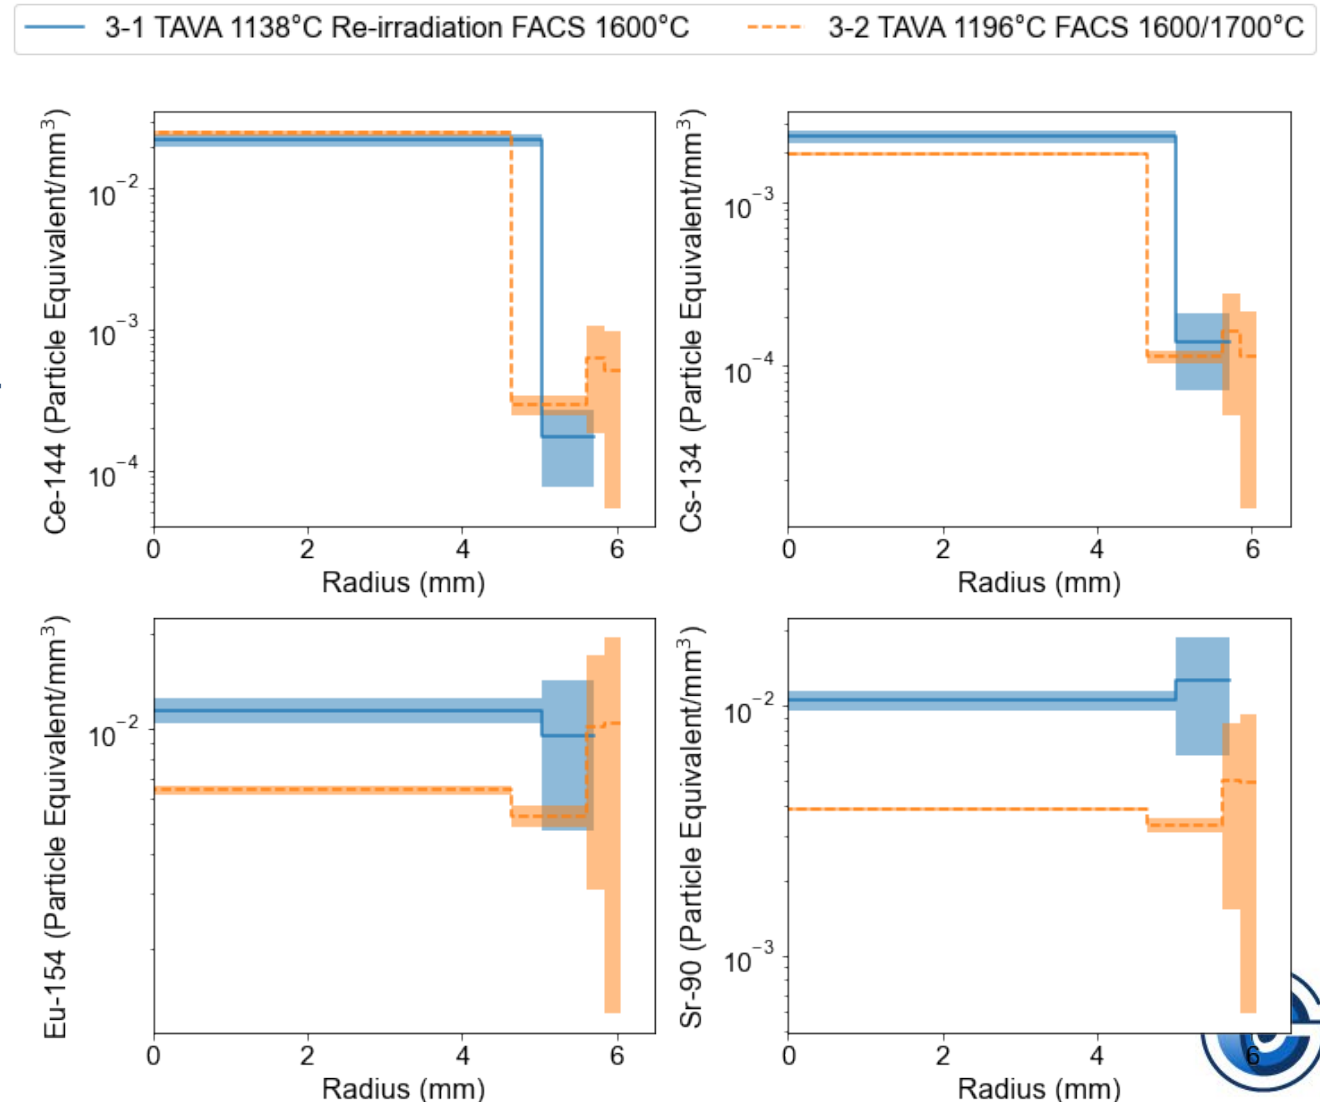 3-1 TAVA 1138°C Re-irradiation FACS 1600°C 3-2 TAVA 1196°C FACS 1600/1700°C
Ce-144 (Particle Equivalent/mm³)
10⁻²
10⁻³
10⁻⁴
0 2 4 6
Radius (mm)
Cs-134 (Particle Equivalent/mm³)
10⁻³
10⁻⁴
0 2 4 6
Radius (mm)
Eu-154 (Particle Equivalent/mm³)
10⁻²
0 2 4 6
Radius (mm)
Sr-90 (Particle Equivalent/mm³)
10⁻²
10⁻³
0 2 4 6
Radius (mm)